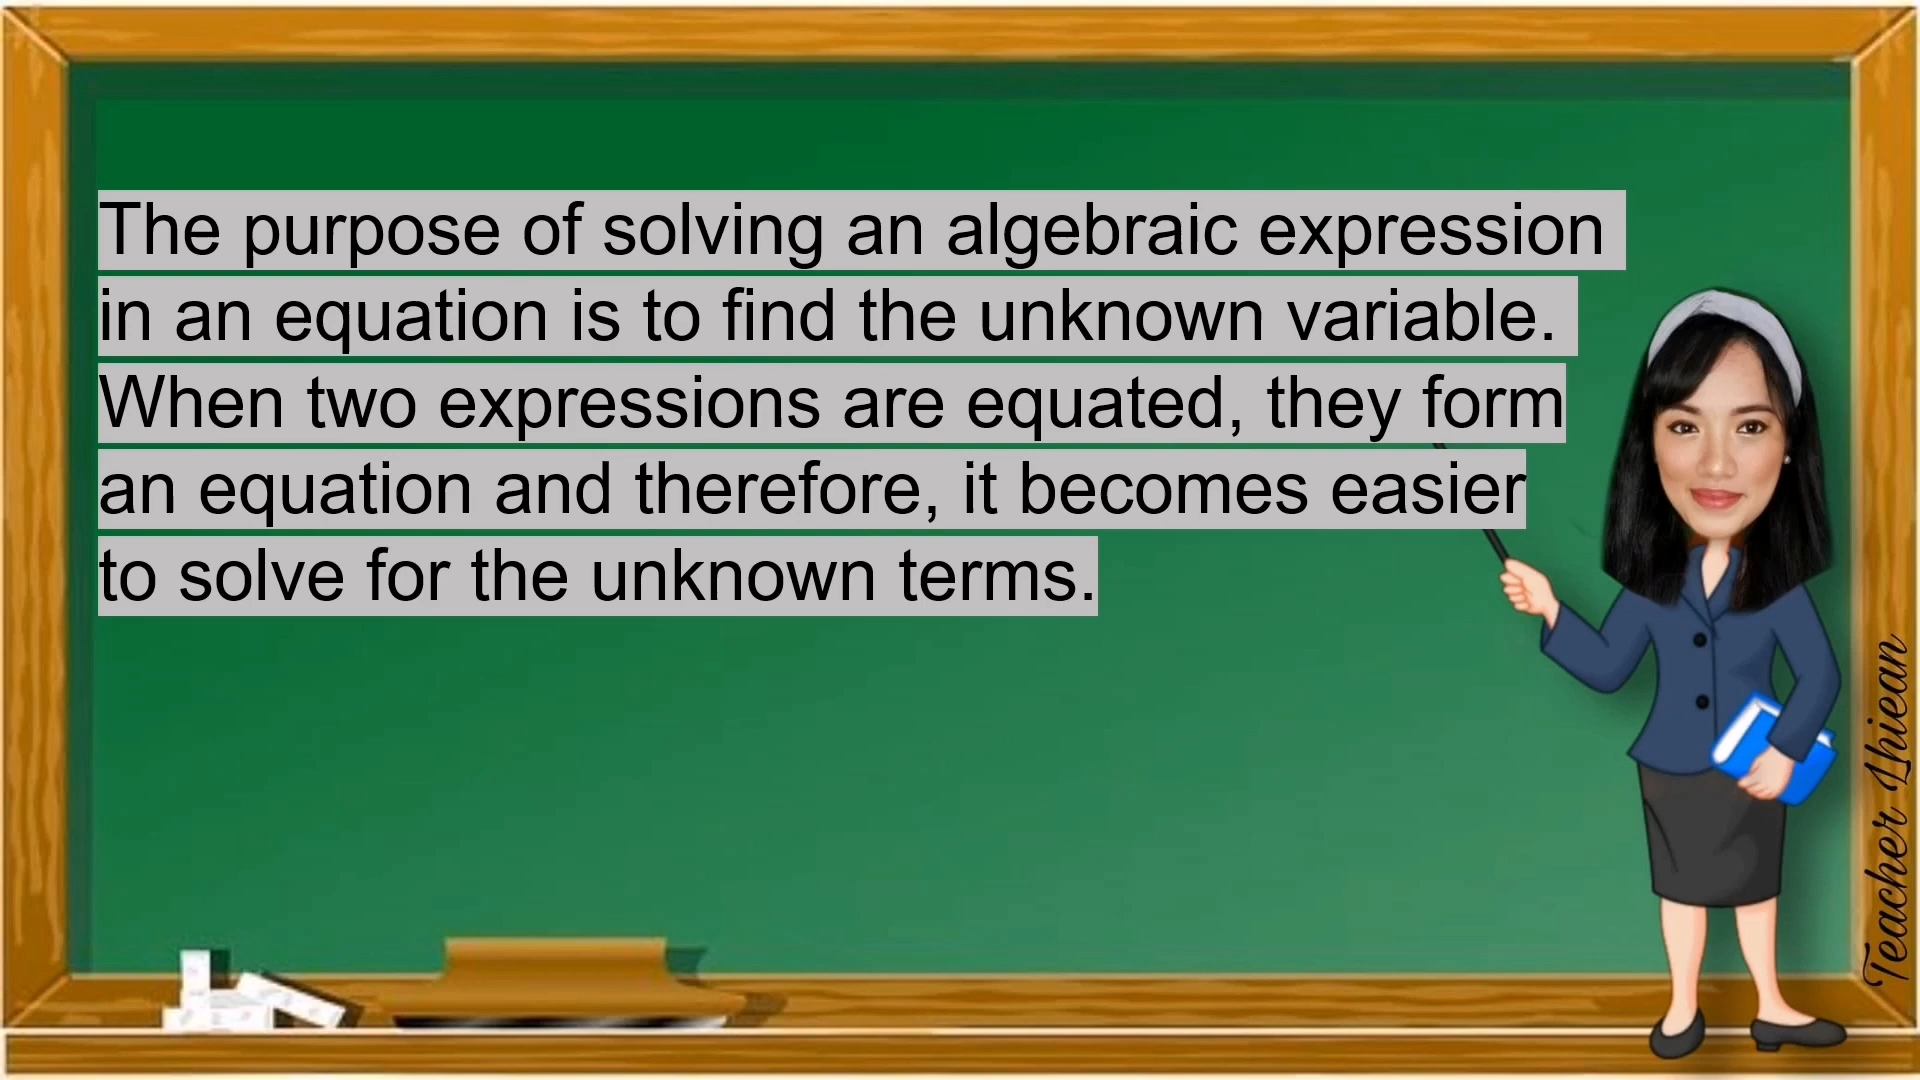 The purpose of solving an algebraic expression
in an equation is to find the unknown variable.
When two expressions are equated, they form
an equation and therefore, it becomes easier
to solve for the unknown terms.
Teacher Lhiean